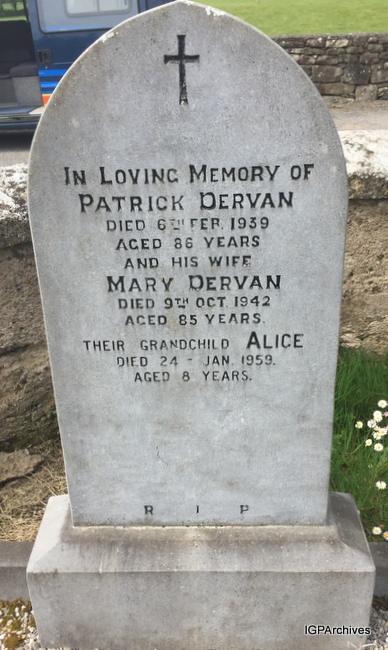 IN LOVING MEMORY OF
PATRICK DERVAN
DIED 6TH FEB. 1939
AGED 86 YEARS
AND HIS WIFE
MARY DERVAN
DIED 9TH OCT. 1942
AGED 85 YEARS.
THEIR GRANDCHILD ALICE
DIED 24 - JAN. 1959.
AGED 8 YEARS.
R I P
IGPArchives